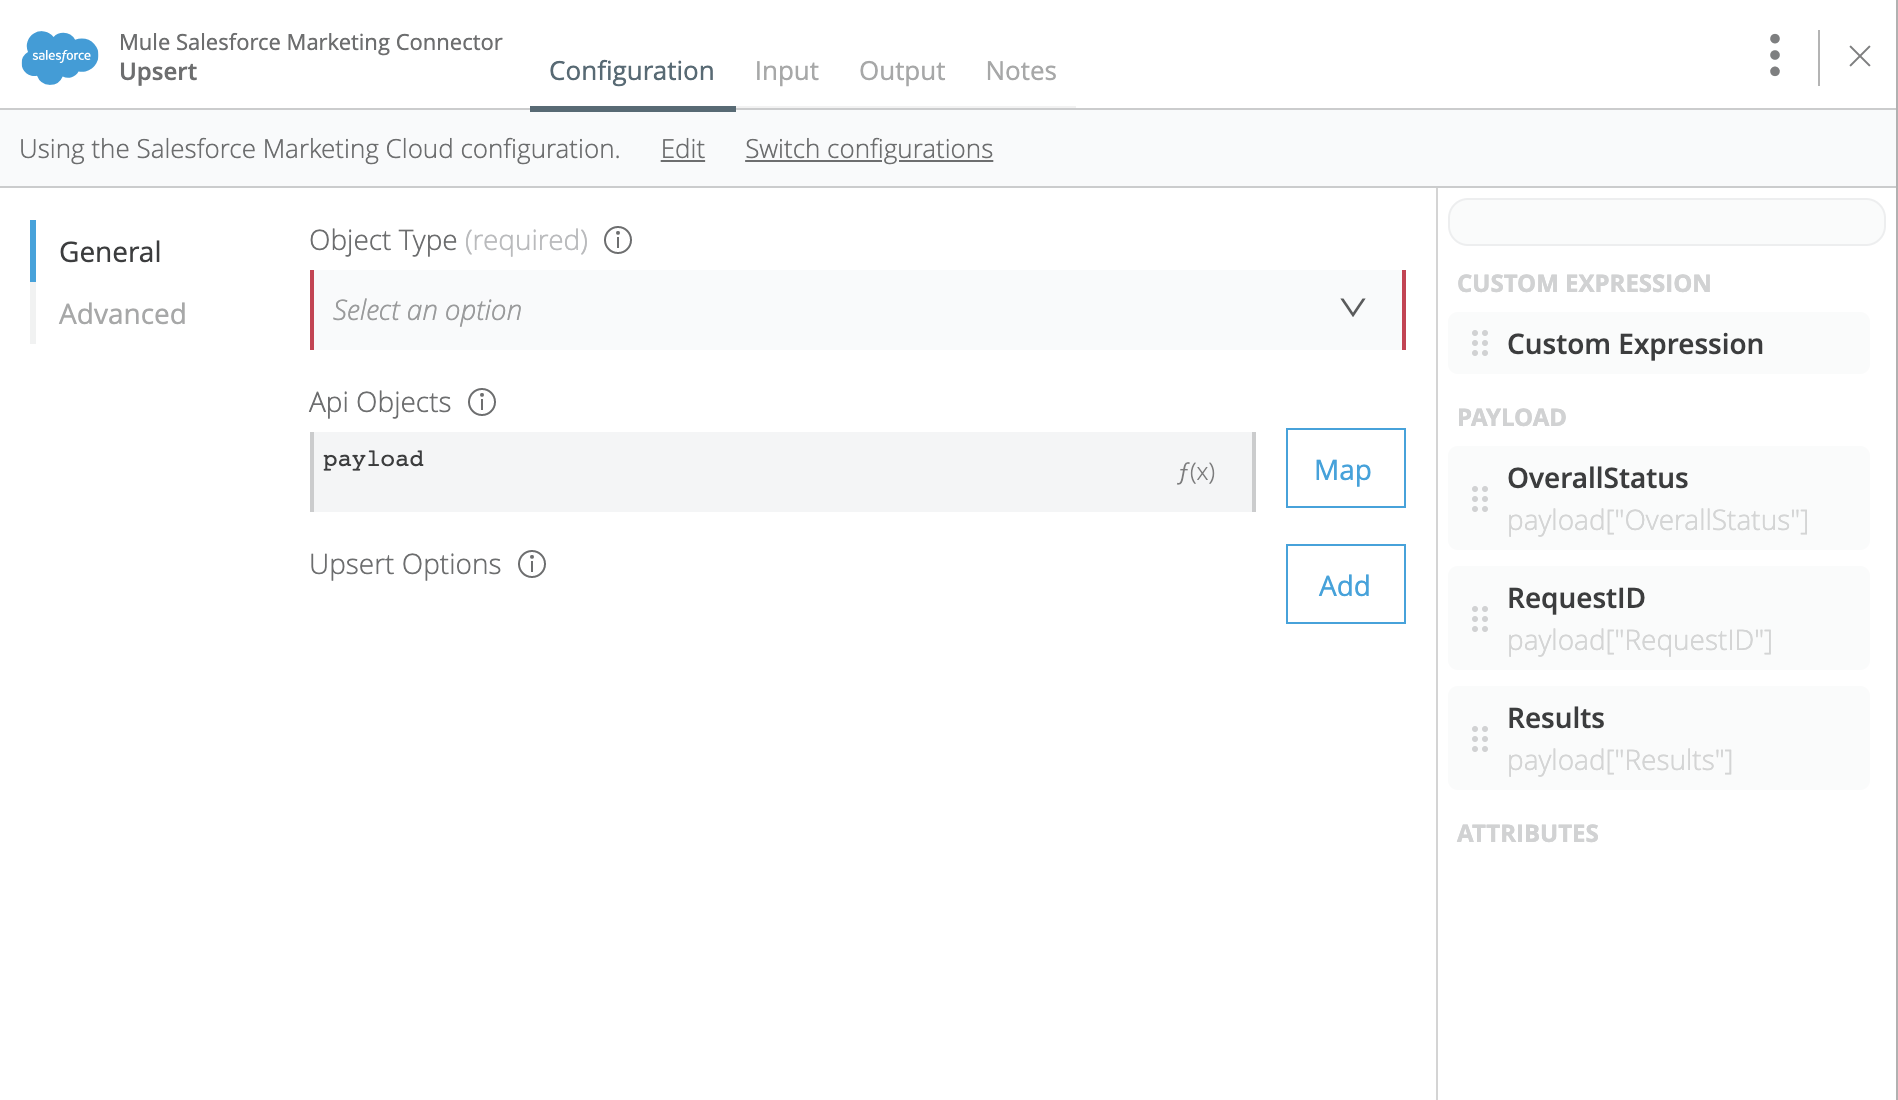 salesforce
Mule Salesforce Marketing Connector
Upsert
Configuration
Input
Output
Notes
Using the Salesforce Marketing Cloud configuration.
Edit
Switch configurations
General
Advanced
Object Type (required)
Select an option
Api Objects
payload
f(x)
Map
Upsert Options
Add
CUSTOM EXPRESSION
Custom Expression
PAYLOAD
OverallStatus
payload["OverallStatus"]
RequestID
payload["RequestID"]
Results
payload["Results"]
ATTRIBUTES